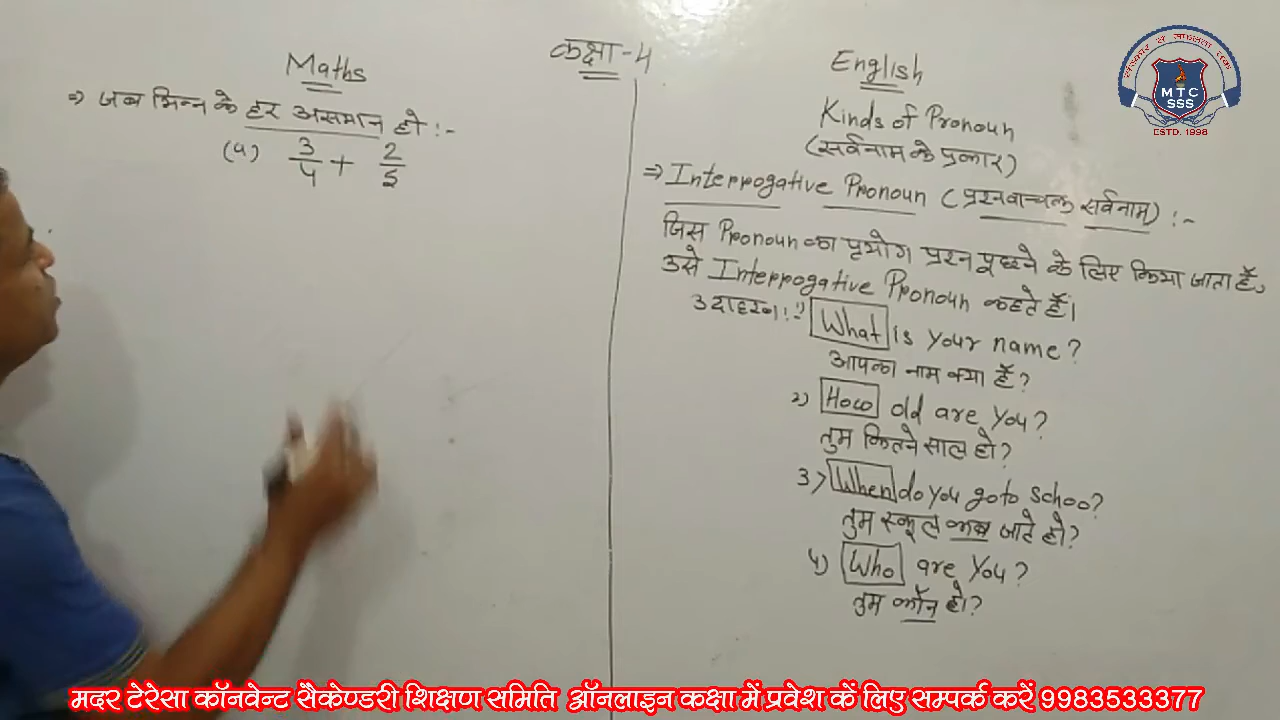 कक्षा-4
Maths
⇒ जब भिन्न के हर असमान हो :-
(a) 3/4 + 2/5
English
Kinds of Pronoun
(सर्वनाम के प्रकार)
⇒ Interrogative Pronoun (प्रश्नवाचक सर्वनाम) :-
जिस Pronoun का प्रयोग प्रश्न पूछने के लिए किया जाता हैं,
उसे Interrogative Pronoun कहते हैं।
उदाहरण :- 1) What is your name?
आपका नाम क्या हैं?
2) How old are you?
तुम कितने साल हो?
3) When do you go to schoo?
तुम स्कूल कब जाते हो?
4) Who are you?
तुम कौन हो?
संस्कार से सफलता तक
MTC
SSS
ESTD. 1998
मदर टेरेसा कॉनवेन्ट सैकेण्डरी शिक्षण समिति ऑनलाइन कक्षा में प्रवेश कें लिए सम्पर्क करें 9983533377